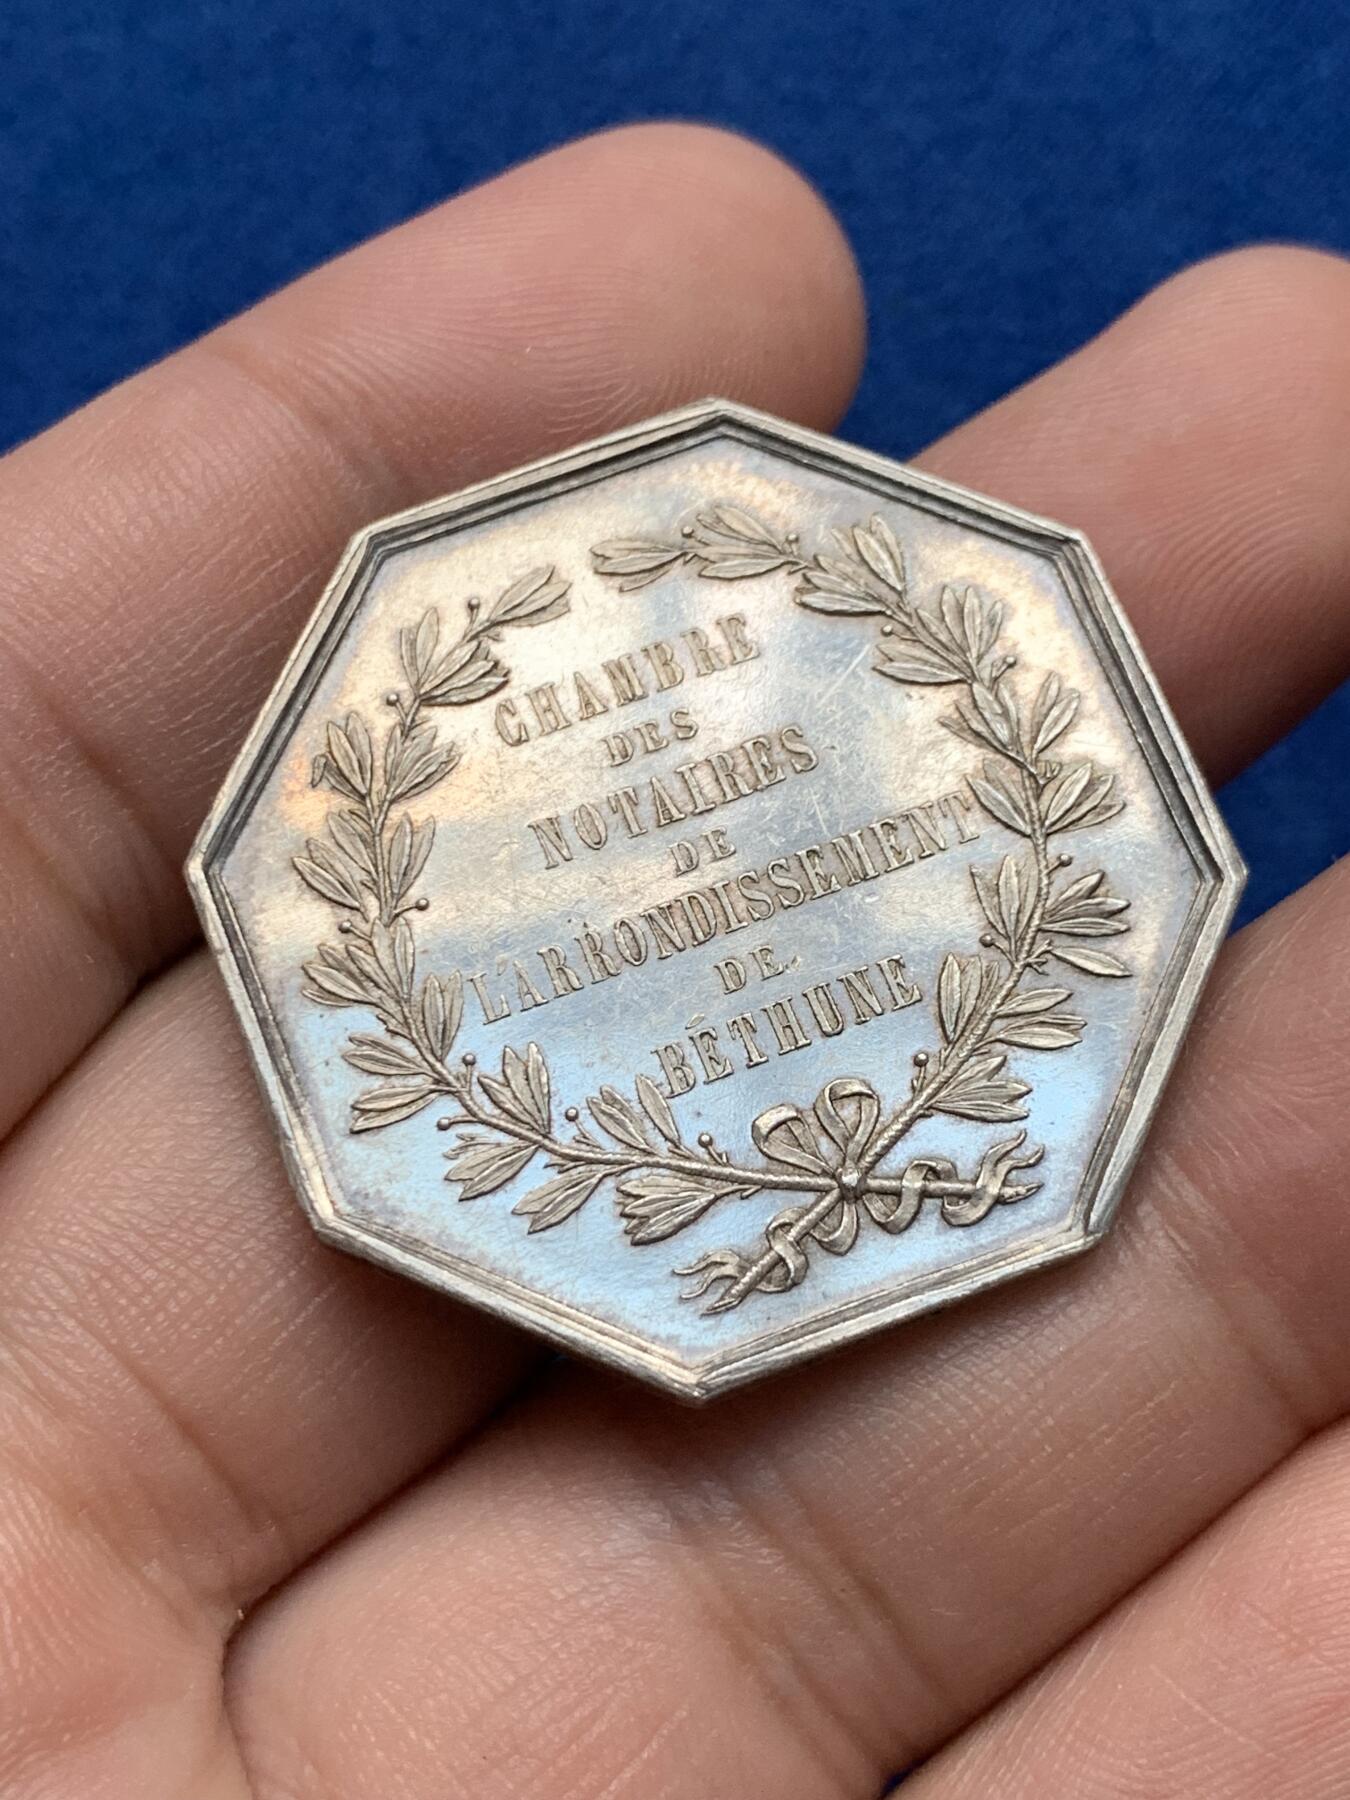 CHAMBRE
DES
NOTAIRES
DE
L'ARRONDISSEMENT
DE
BÉTHUNE